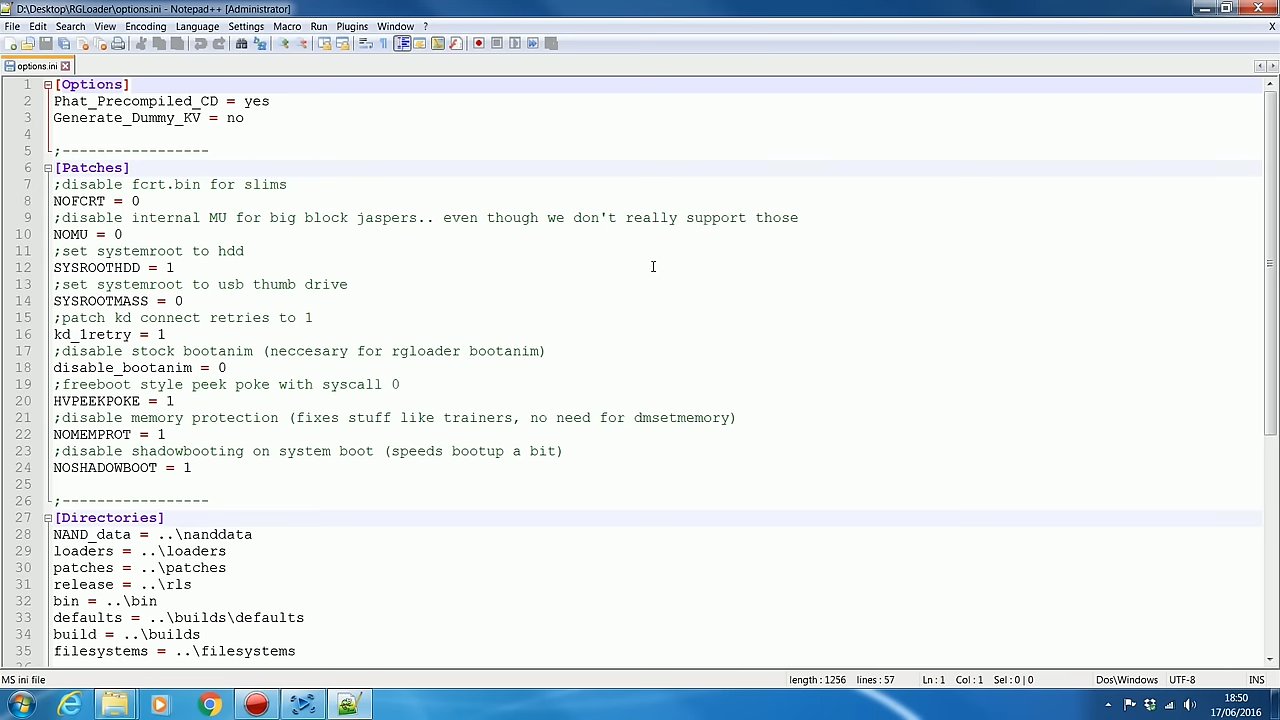 D:\Desktop\RGLoader\options.ini - Notepad++ [Administrator]
File Edit Search View Encoding Language Settings Macro Run Plugins Window ? X
options.ini
1 [Options]
2 Phat_Precompiled_CD = yes
3 Generate_Dummy_KV = no
4
5 ;-----------------
6 [Patches]
7 ;disable fcrt.bin for slims
8 NOFCRT = 0
9 ;disable internal MU for big block jaspers.. even though we don't really support those
10 NOMU = 0
11 ;set systemroot to hdd
12 SYSROOTHDD = 1
13 ;set systemroot to usb thumb drive
14 SYSROOTMASS = 0
15 ;patch kd connect retries to 1
16 kd_1retry = 1
17 ;disable stock bootanim (neccesary for rgloader bootanim)
18 disable_bootanim = 0
19 ;freeboot style peek poke with syscall 0
20 HVPEEKPOKE = 1
21 ;disable memory protection (fixes stuff like trainers, no need for dmsetmemory)
22 NOMEMPROT = 1
23 ;disable shadowbooting on system boot (speeds bootup a bit)
24 NOSHADOWBOOT = 1
25
26 ;-----------------
27 [Directories]
28 NAND_data = ..\nanddata
29 loaders = ..\loaders
30 patches = ..\patches
31 release = ..\rls
32 bin = ..\bin
33 defaults = ..\builds\defaults
34 build = ..\builds
35 filesystems = ..\filesystems
MS ini file length : 1256 lines : 57 Ln : 1 Col : 1 Sel : 0 | 0 Dos\Windows UTF-8 INS
18:50
17/06/2016